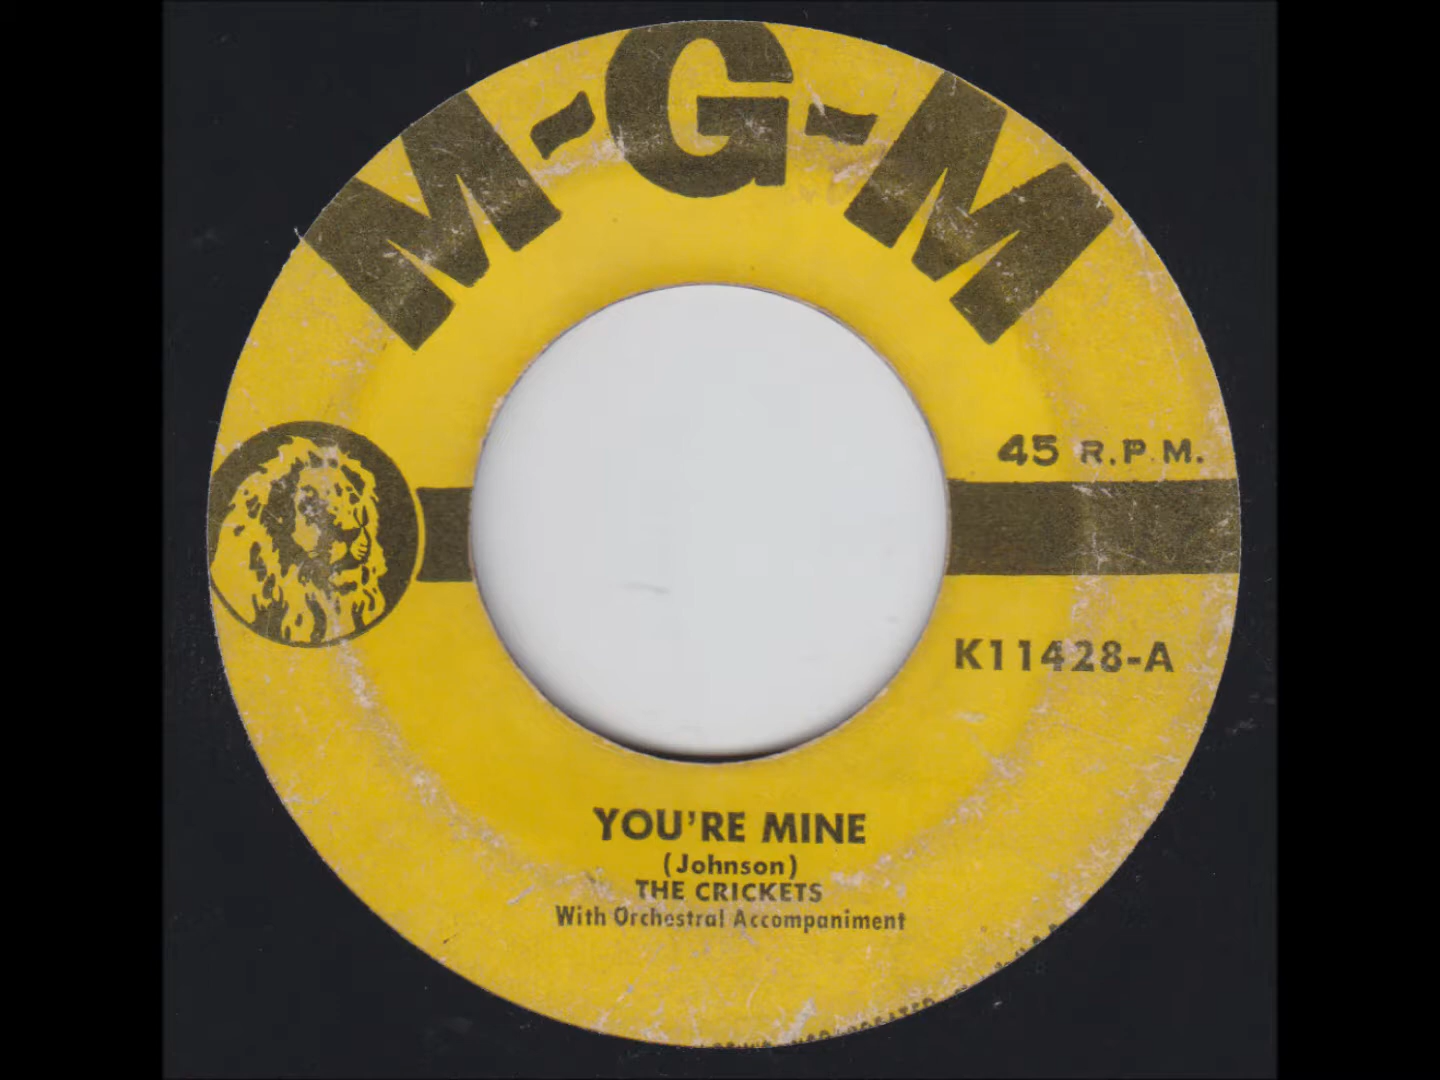 M-G-M
45 R.P.M.
K11428-A
YOU'RE MINE
(Johnson)
THE CRICKETS
With Orchestral Accompaniment